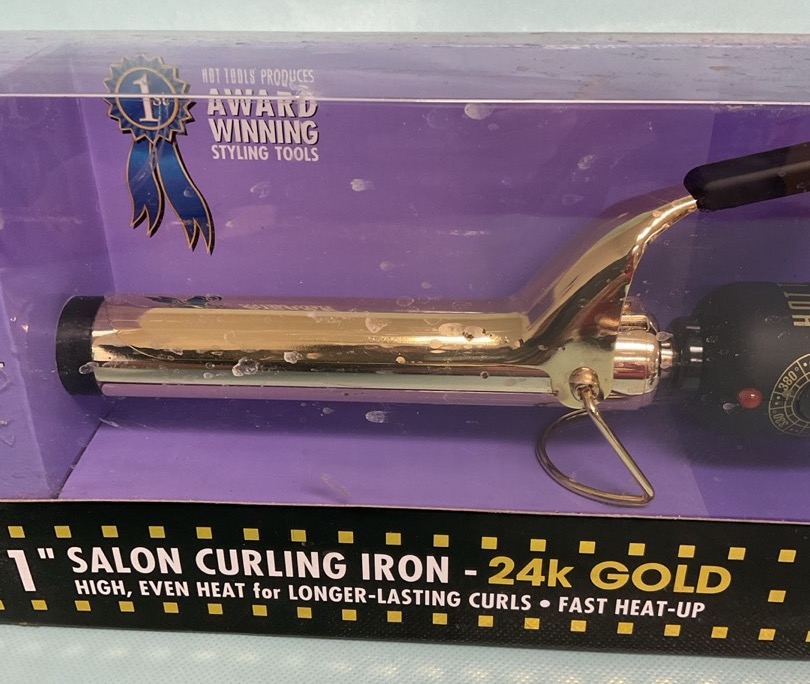 1st
HOT TOOLS PRODUCES
AWARD
WINNING
STYLING TOOLS
380°
1" SALON CURLING IRON - 24k GOLD
HIGH, EVEN HEAT for LONGER-LASTING CURLS • FAST HEAT-UP